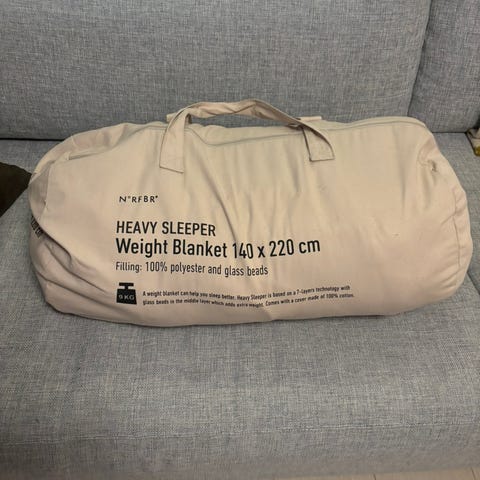 N°RFBR°
HEAVY SLEEPER
Weight Blanket 140 x 220 cm
Filling: 100% polyester and glass beads
9 KG
A weight blanket can help you sleep better. Heavy Sleeper is based on a 7-layers technology with
glass beads in the middle layer which adds extra weight. Comes with a cover made of 100% cotton.